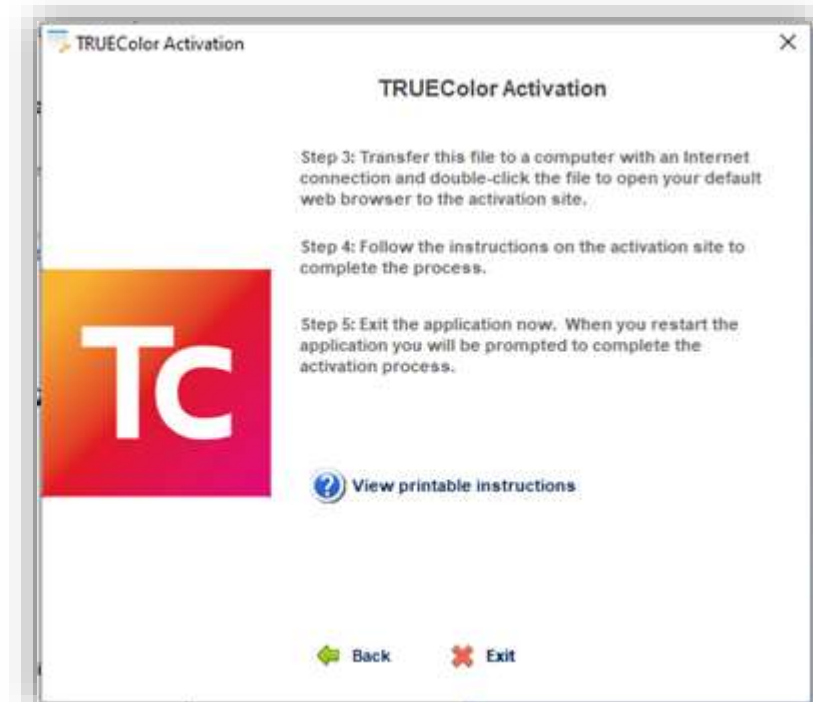 TRUEColor Activation
TRUEColor Activation
Step 3: Transfer this file to a computer with an Internet
connection and double-click the file to open your default
web browser to the activation site.
Step 4: Follow the instructions on the activation site to
complete the process.
Step 5: Exit the application now.  When you restart the
application you will be prompted to complete the
activation process.
Tc
View printable instructions
Back
Exit